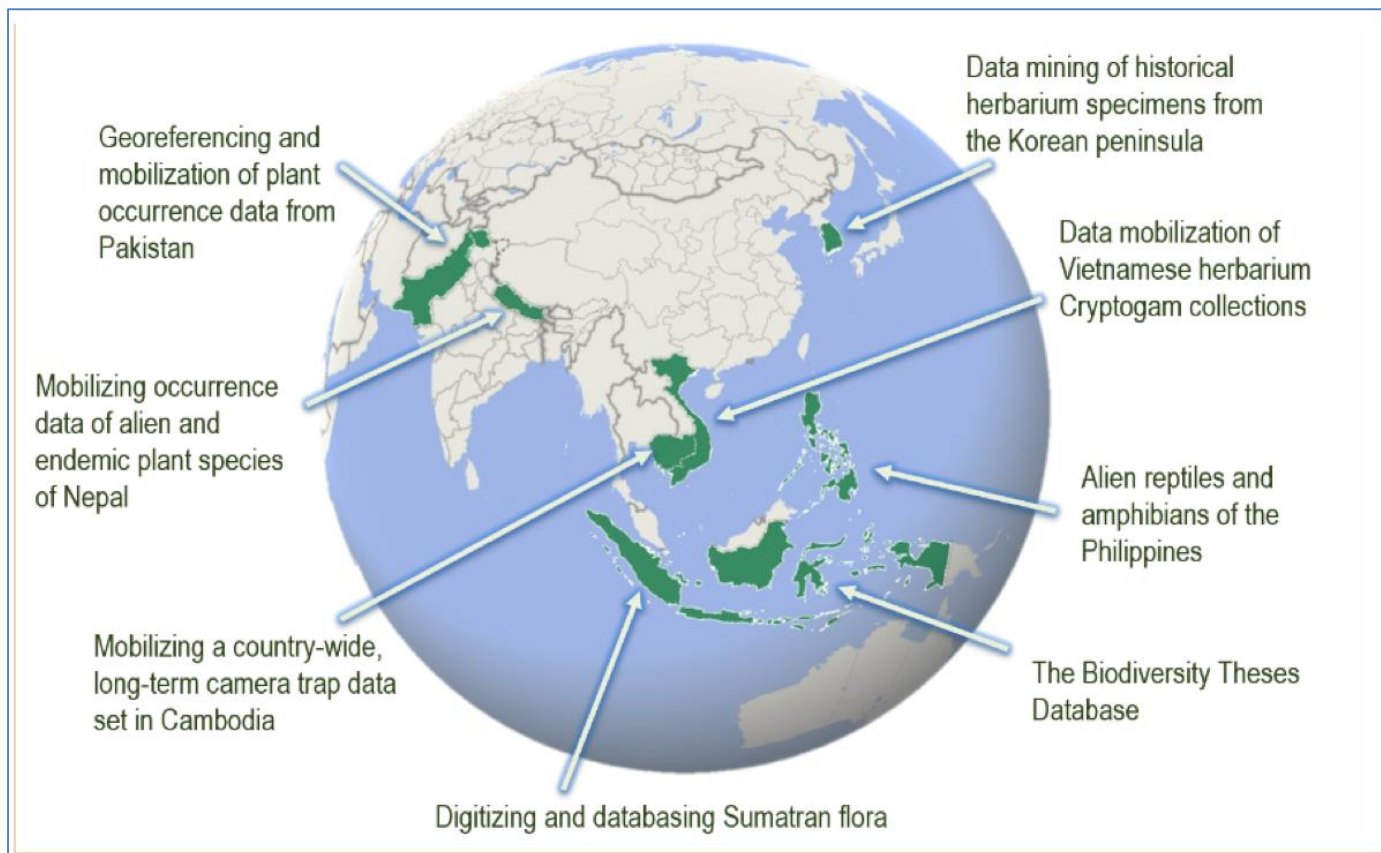 Georeferencing and
mobilization of plant
occurrence data from
Pakistan
Data mining of historical
herbarium specimens from
the Korean peninsula
Data mobilization of
Vietnamese herbarium
Cryptogam collections
Mobilizing occurrence
data of alien and
endemic plant species
of Nepal
Alien reptiles and
amphibians of the
Philippines
Mobilizing a country-wide,
long-term camera trap data
set in Cambodia
The Biodiversity Theses
Database
Digitizing and databasing Sumatran flora